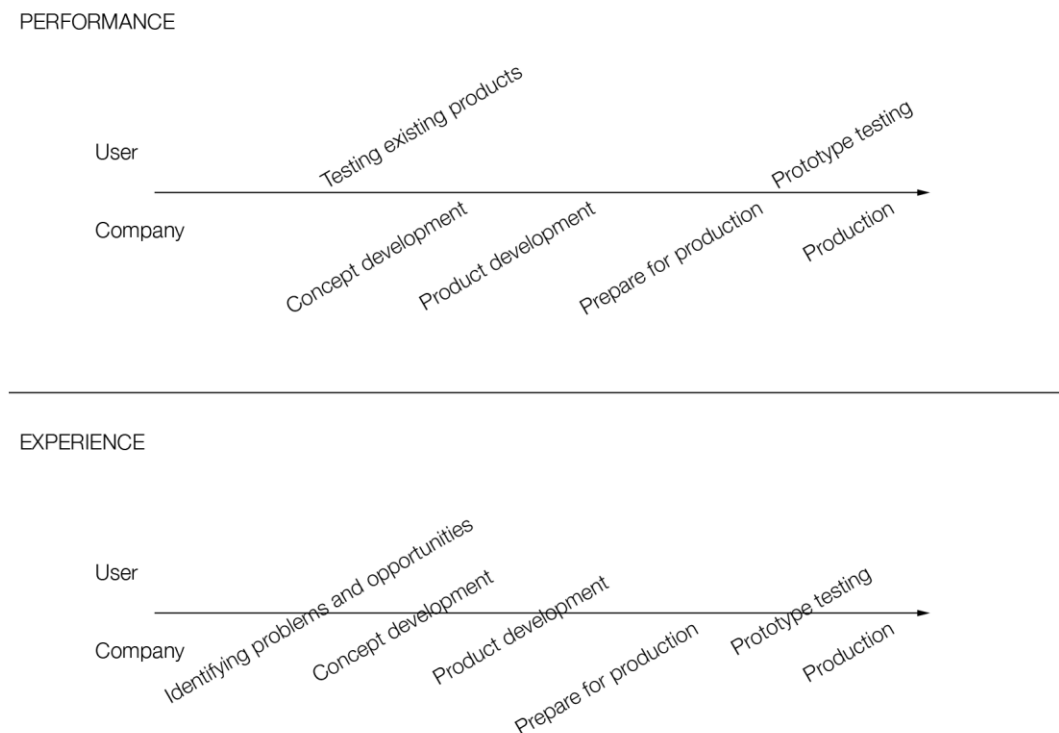 PERFORMANCE
Testing existing products
Prototype testing
User
Company
Concept development
Product development
Prepare for production
Production
EXPERIENCE
User
Identifying problems and opportunities
Concept development
Product development
Prototype testing
Company
Prepare for production
Production